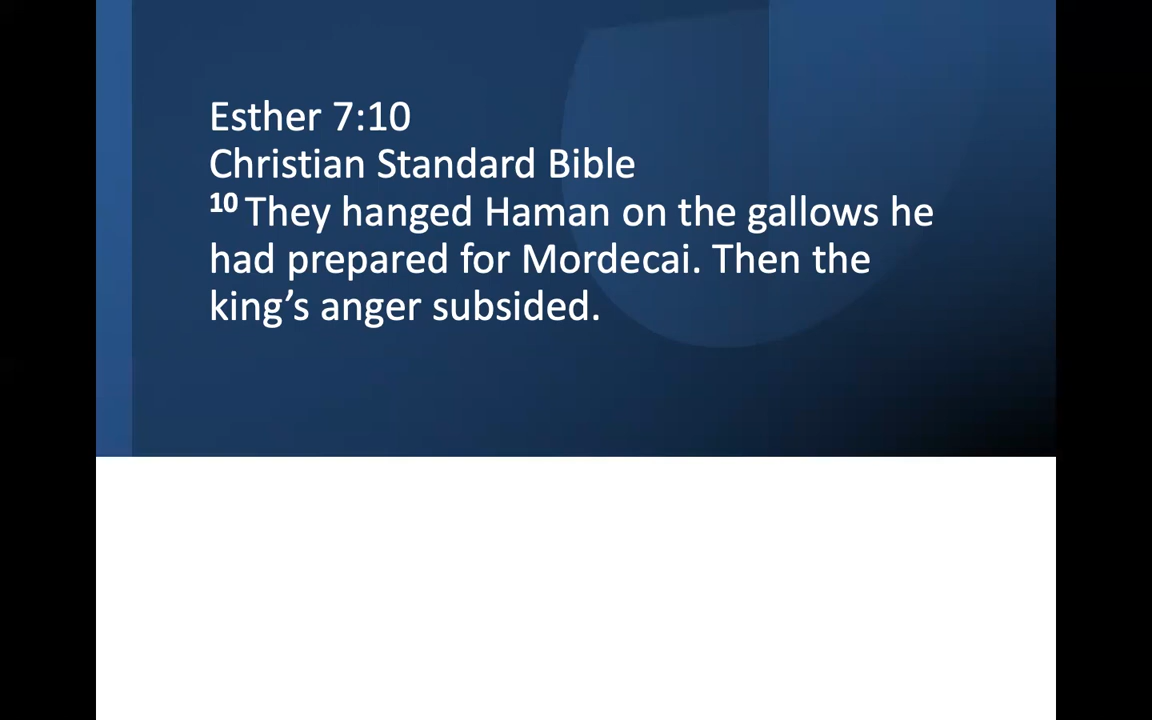 Esther 7:10
Christian Standard Bible
10 They hanged Haman on the gallows he
had prepared for Mordecai. Then the
king’s anger subsided.